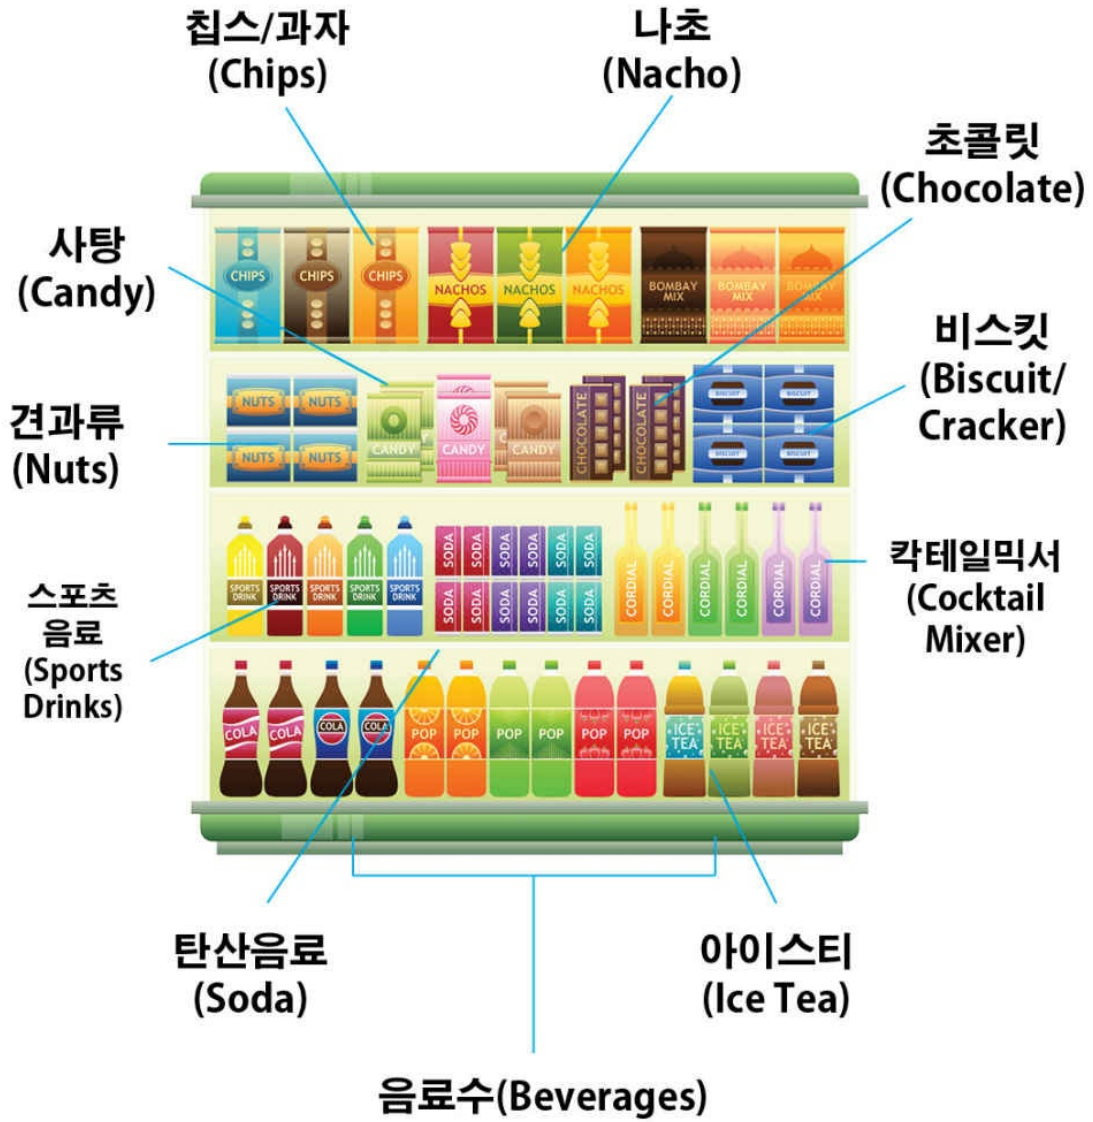 칩스/과자
(Chips)
나초
(Nacho)
초콜릿
(Chocolate)
사탕
(Candy)
비스킷
(Biscuit/
Cracker)
견과류
(Nuts)
칵테일믹서
(Cocktail
Mixer)
스포츠
음료
(Sports
Drinks)
CHIPS CHIPS CHIPS NACHOS NACHOS NACHOS
BOMBAY MIX
BOMBAY MIX
BOMBAY MIX
NUTS NUTS
NUTS NUTS
CANDY CANDY CANDY
CHOCOLATE CHOCOLATE
BISCUIT BISCUIT
BISCUIT BISCUIT
SPORTS DRINK
SPORTS DRINK
SPORTS DRINK
SPORTS DRINK
SPORTS DRINK
SODA SODA SODA SODA SODA SODA
SODA SODA SODA SODA SODA SODA
CORDIAL CORDIAL CORDIAL CORDIAL CORDIAL CORDIAL
COLA COLA COLA COLA POP POP POP POP POP POP
ICE TEA
ICE TEA
ICE TEA
ICE TEA
탄산음료
(Soda)
아이스티
(Ice Tea)
음료수(Beverages)